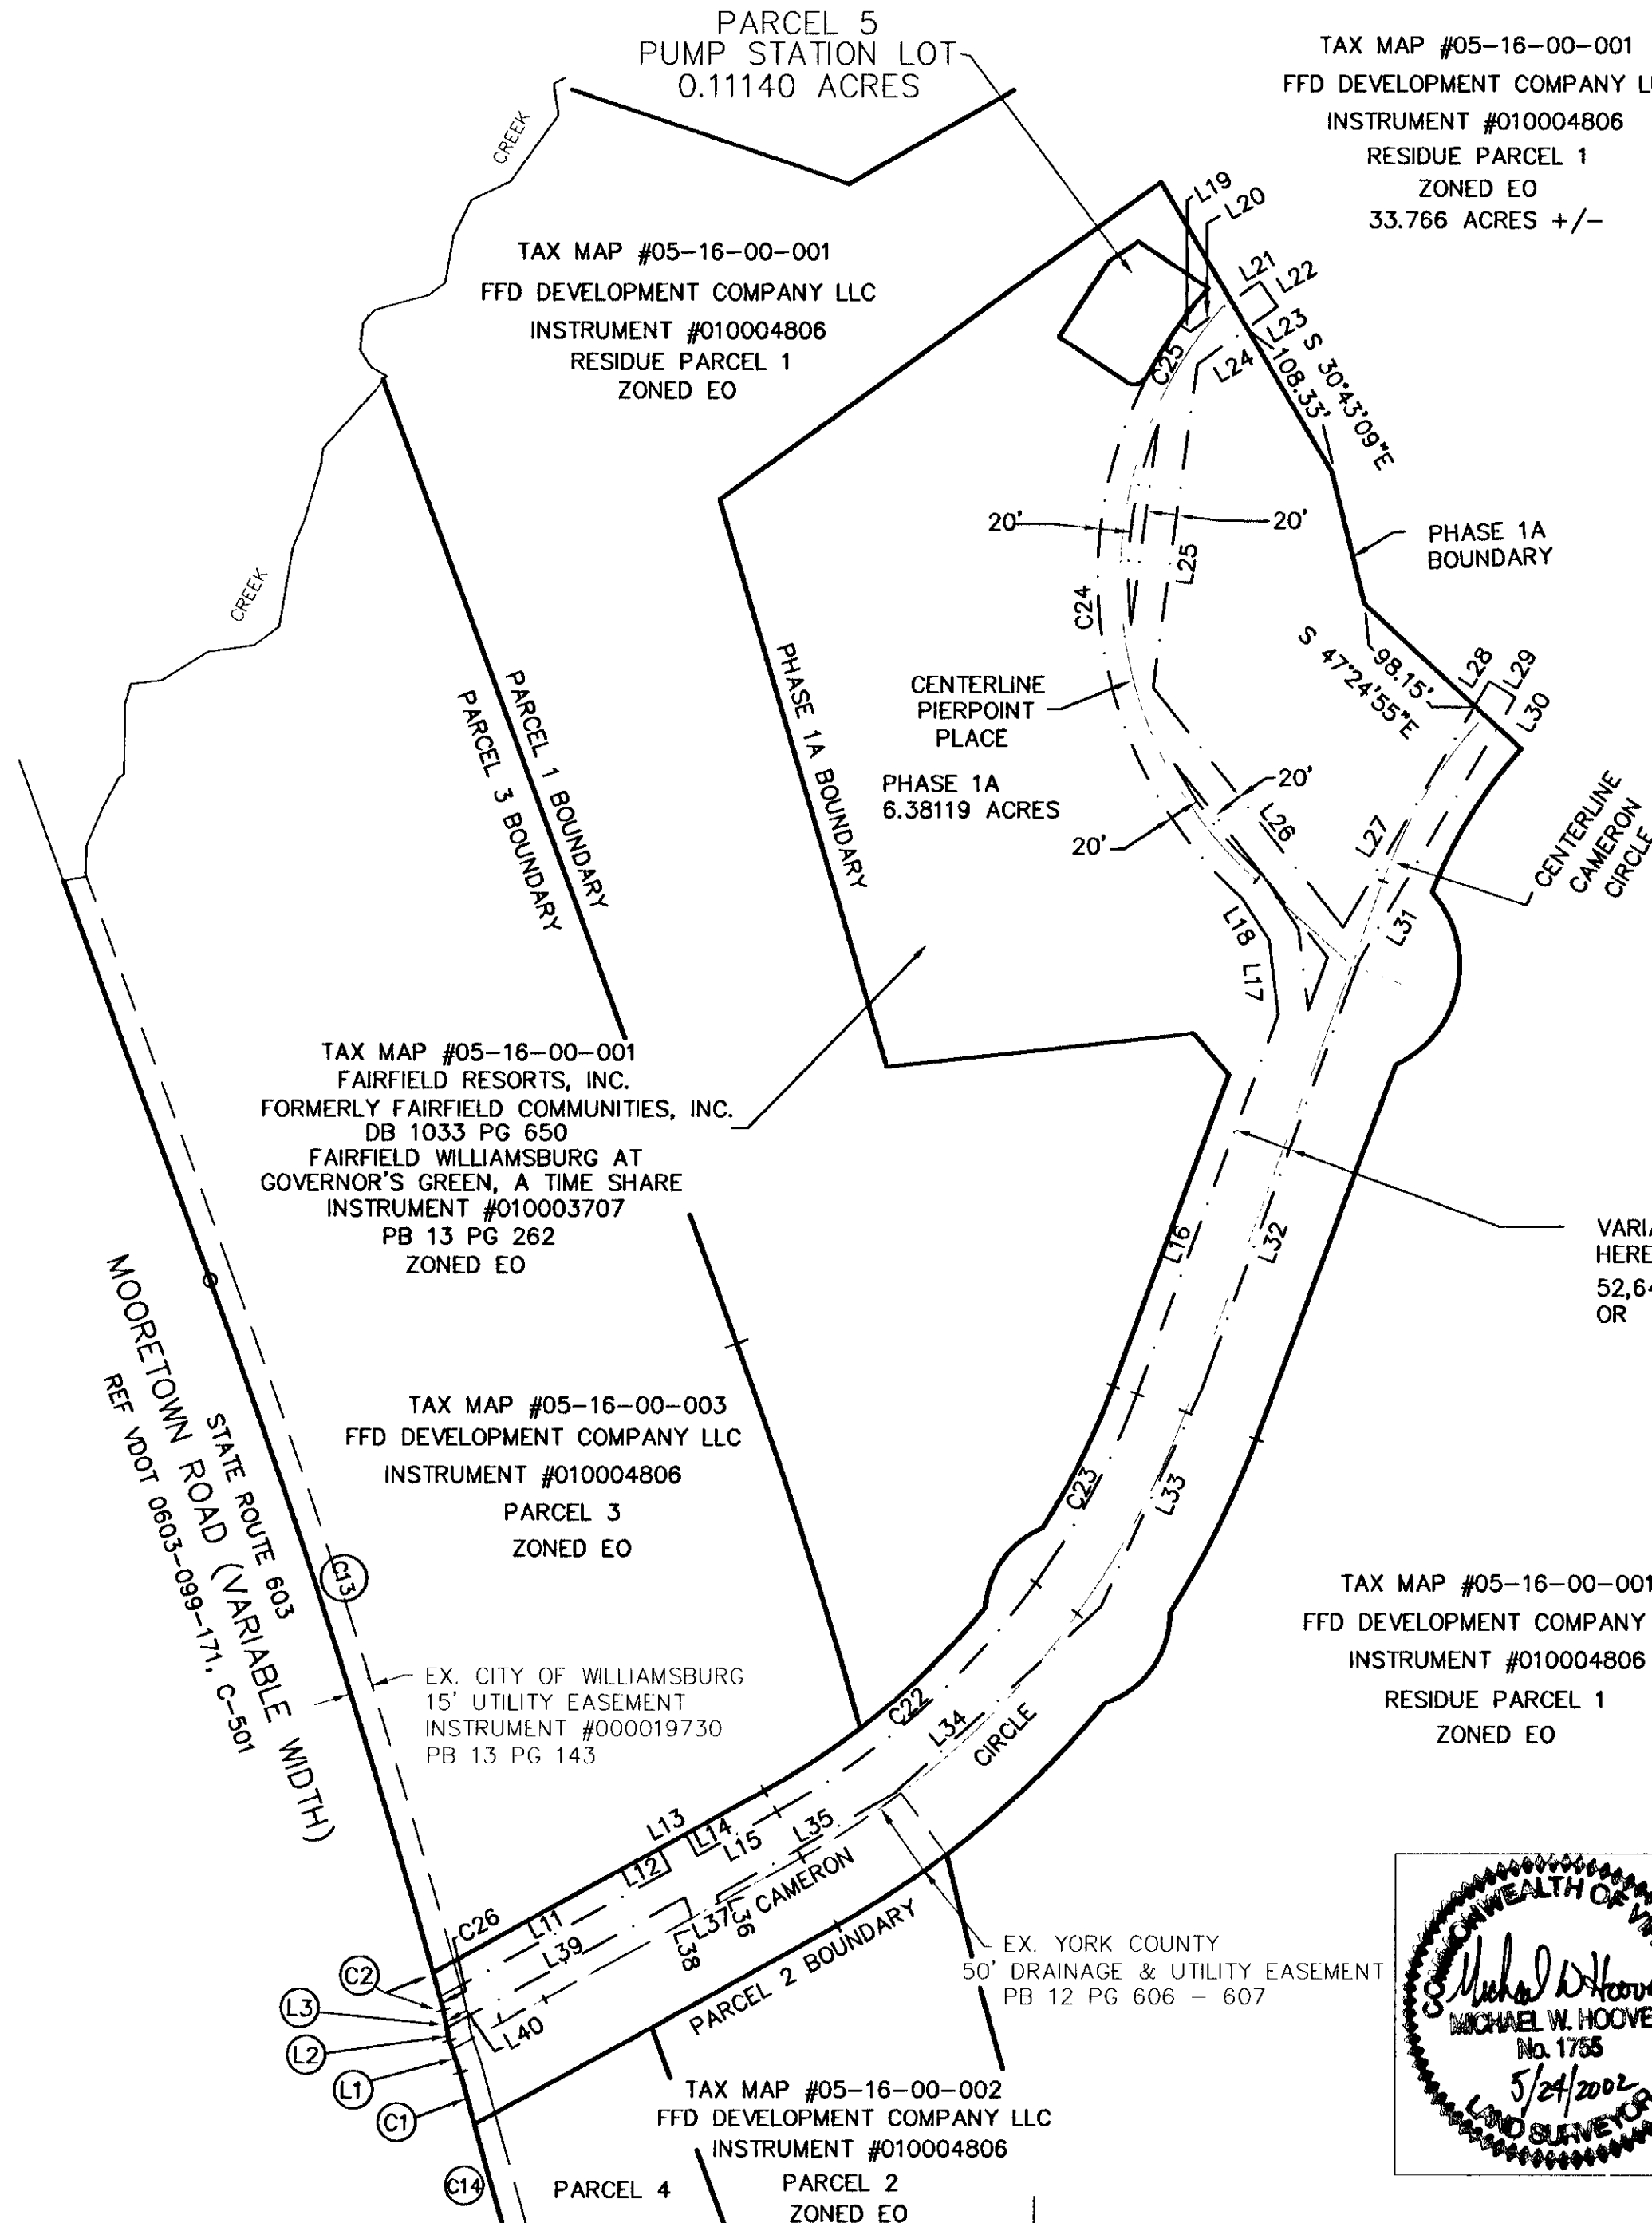 PARCEL 5
PUMP STATION LOT
0.11140 ACRES
TAX MAP #05-16-00-001
FFD DEVELOPMENT COMPANY
INSTRUMENT #010004806
RESIDUE PARCEL 1
ZONED EO
33.766 ACRES +/-
CREEK
TAX MAP #05-16-00-001
FFD DEVELOPMENT COMPANY LLC
INSTRUMENT #010004806
RESIDUE PARCEL 1
ZONED EO
L19
L20
L21
L22
L23
L24
C25
S 30°43'09"E
108.33'
20'
20'
L25
C24
PHASE 1A
BOUNDARY
CREEK
PARCEL 1 BOUNDARY
PARCEL 3 BOUNDARY
PHASE 1A BOUNDARY
CENTERLINE
PIERPOINT
PLACE
PHASE 1A
6.38119 ACRES
98.15'
S 47°24'55"E
L28
L29
L30
20'
20'
L26
L27
CENTERLINE
CAMERON
CIRCLE
L31
L18
L17
TAX MAP #05-16-00-001
FAIRFIELD RESORTS, INC.
FORMERLY FAIRFIELD COMMUNITIES, INC.
DB 1033 PG 650
FAIRFIELD WILLIAMSBURG AT
GOVERNOR'S GREEN, A TIME SHARE
INSTRUMENT #010003707
PB 13 PG 262
ZONED EO
L16
L32
OR
STATE ROUTE 603
MOORETOWN ROAD (VARIABLE WIDTH)
REF VDOT 0603-099-171, C-501
TAX MAP #05-16-00-003
FFD DEVELOPMENT COMPANY LLC
INSTRUMENT #010004806
PARCEL 3
ZONED EO
C23
L33
C13
TAX MAP #05-16-00-001
FFD DEVELOPMENT COMPANY
INSTRUMENT #010004806
RESIDUE PARCEL 1
ZONED EO
EX. CITY OF WILLIAMSBURG
15' UTILITY EASEMENT
INSTRUMENT #000019730
PB 13 PG 143
C22
L34
CIRCLE
L13
L14
L15
L35
L12
CAMERON
L36
L37
L38
C26
L11
L39
L40
C2
L3
L2
L1
C1
C14
PARCEL 2 BOUNDARY
EX. YORK COUNTY
50' DRAINAGE & UTILITY EASEMENT
PB 12 PG 606 - 607
TAX MAP #05-16-00-002
FFD DEVELOPMENT COMPANY LLC
INSTRUMENT #010004806
PARCEL 2
ZONED EO
PARCEL 4
COMMONWEALTH OF
Michael W Hoover
MICHAEL W. HOOVE
No. 1755
5/24/2002
LAND SURVEYOR